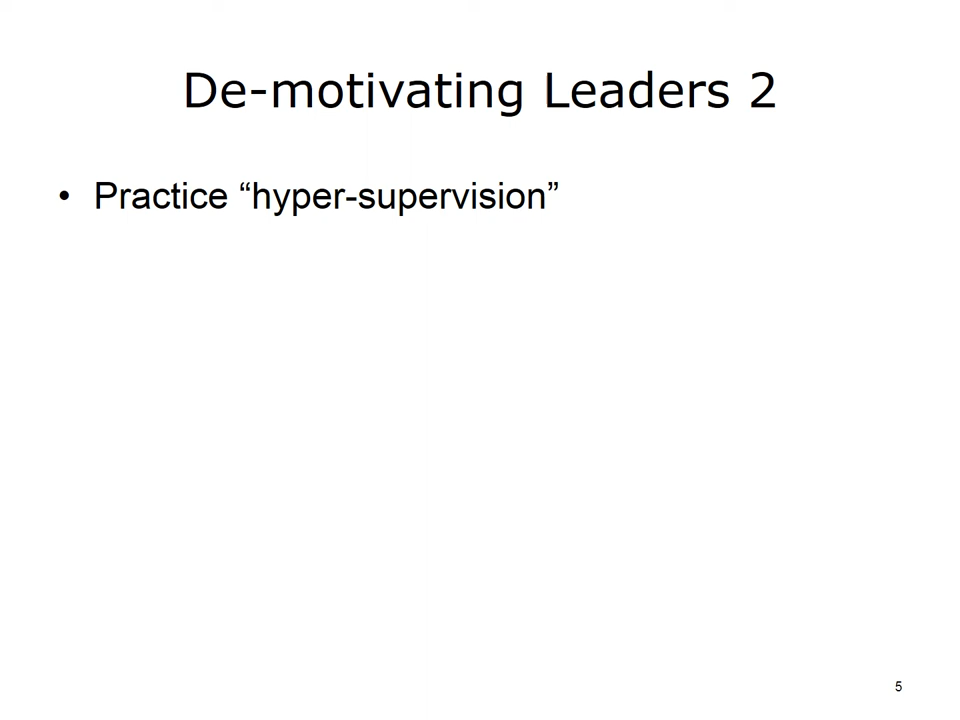 De-motivating Leaders 2
• Practice “hyper-supervision”
5